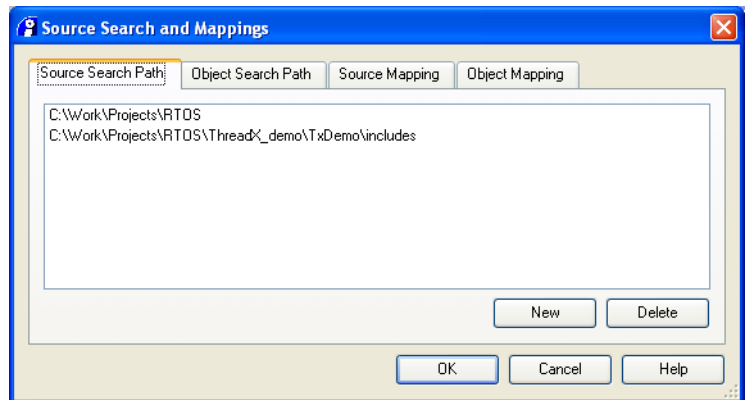 Source Search and Mappings
Source Search Path Object Search Path Source Mapping Object Mapping
C:\Work\Projects\RTOS
C:\Work\Projects\RTOS\ThreadX_demo\TxDemo\includes
New Delete
OK Cancel Help